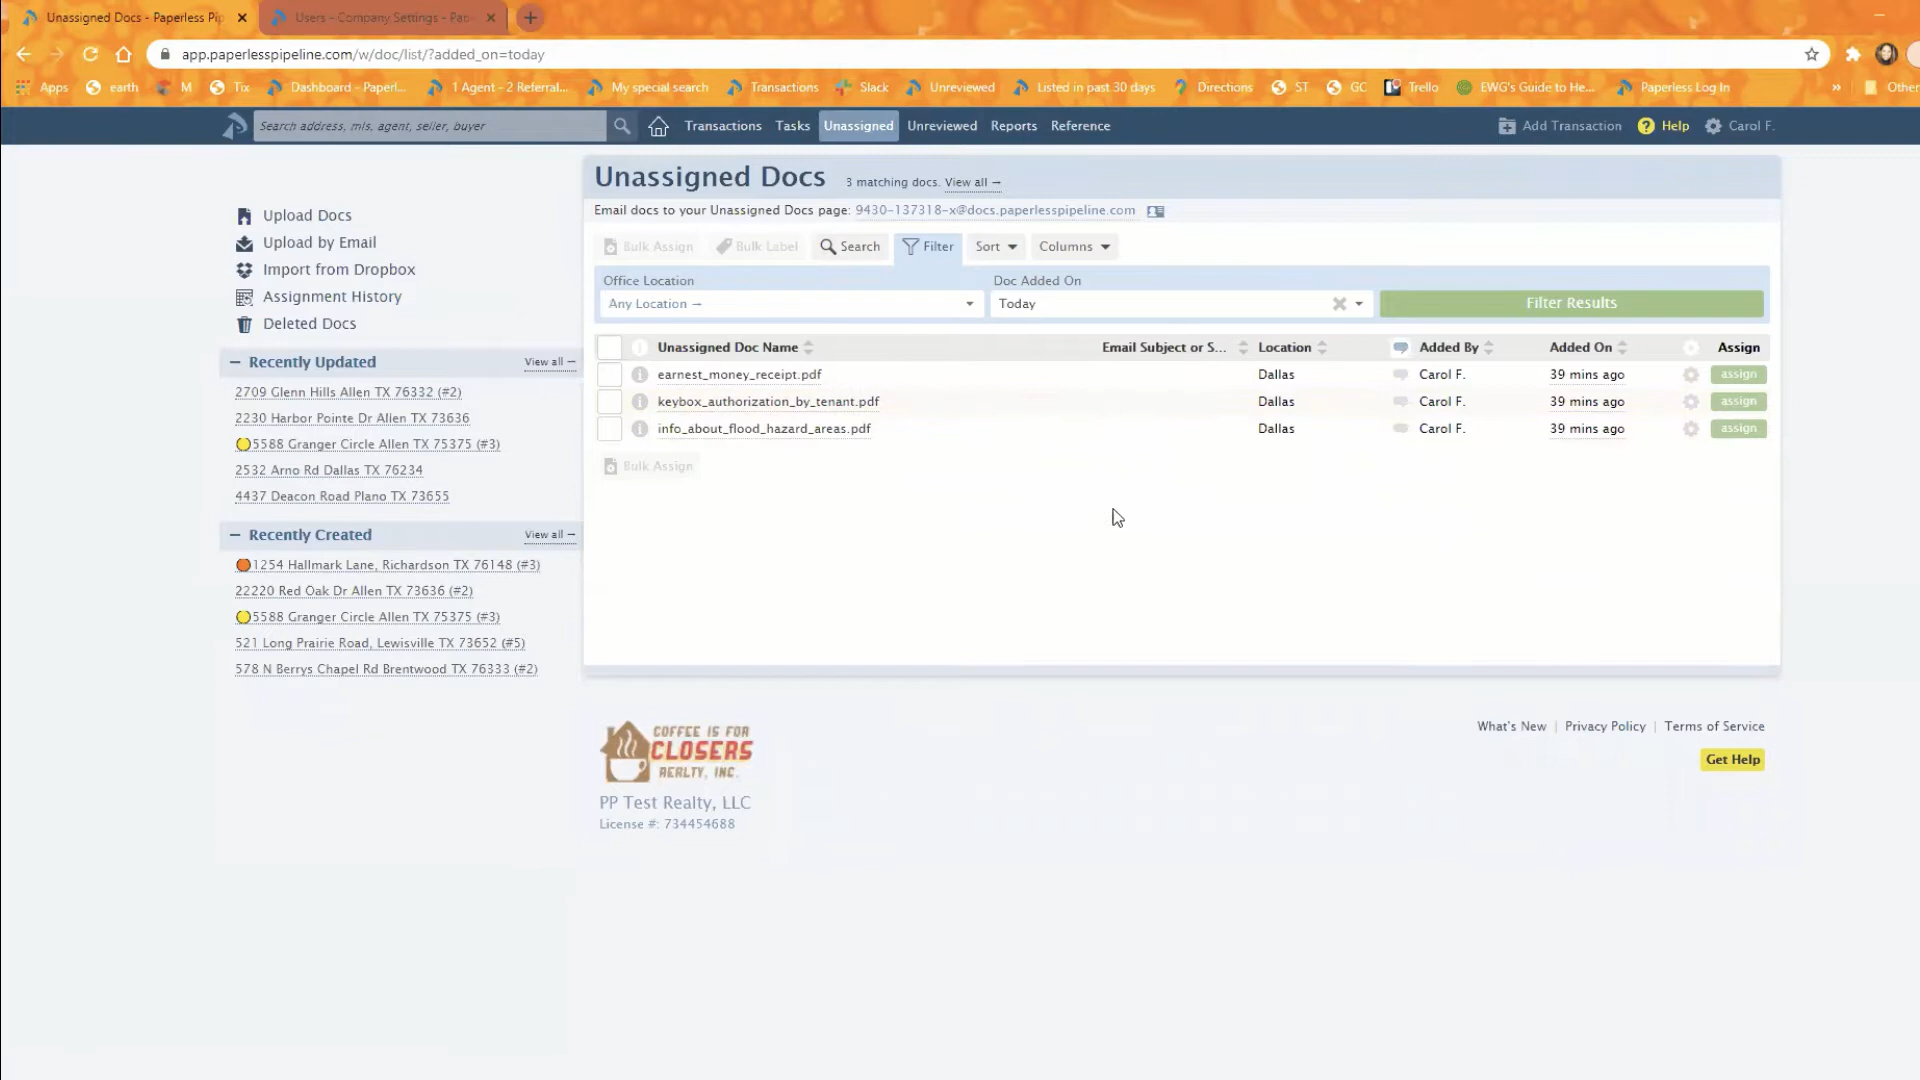 Unassigned Docs - Paperless Pip
Users - Company Settings - Pap
app.paperlesspipeline.com/w/doc/list/?added_on=today
Apps earth M Tix Dashboard - Paperl... 1 Agent - 2 Referral... My special search Transactions Slack Unreviewed Listed in past 30 days Directions ST GC Trello EWG's Guide to He... Paperless Log In » Other
Search address, mls, agent, seller, buyer
Transactions Tasks Unassigned Unreviewed Reports Reference Add Transaction Help Carol F.
Upload Docs
Upload by Email
Import from Dropbox
Assignment History
Deleted Docs
Recently Updated View all →
2709 Glenn Hills Allen TX 76332 (#2)
2230 Harbor Pointe Dr Allen TX 73636
5588 Granger Circle Allen TX 75375 (#3)
2532 Arno Rd Dallas TX 76234
4437 Deacon Road Plano TX 73655
Recently Created View all →
1254 Hallmark Lane, Richardson TX 76148 (#3)
22220 Red Oak Dr Allen TX 73636 (#2)
5588 Granger Circle Allen TX 75375 (#3)
521 Long Prairie Road, Lewisville TX 73652 (#5)
578 N Berrys Chapel Rd Brentwood TX 76333 (#2)
Unassigned Docs 3 matching docs. View all →
Email docs to your Unassigned Docs page: 9430-137318-x@docs.paperlesspipeline.com
Bulk Assign Bulk Label Search Filter Sort Columns
Office Location Doc Added On
Any Location → Today Filter Results
Unassigned Doc Name Email Subject or S... Location Added By Added On Assign
earnest_money_receipt.pdf Dallas Carol F. 39 mins ago assign
keybox_authorization_by_tenant.pdf Dallas Carol F. 39 mins ago assign
info_about_flood_hazard_areas.pdf Dallas Carol F. 39 mins ago assign
Bulk Assign
COFFEE IS FOR
CLOSERS
REALTY, INC.
PP Test Realty, LLC
License #: 734454688
What's New | Privacy Policy | Terms of Service
Get Help